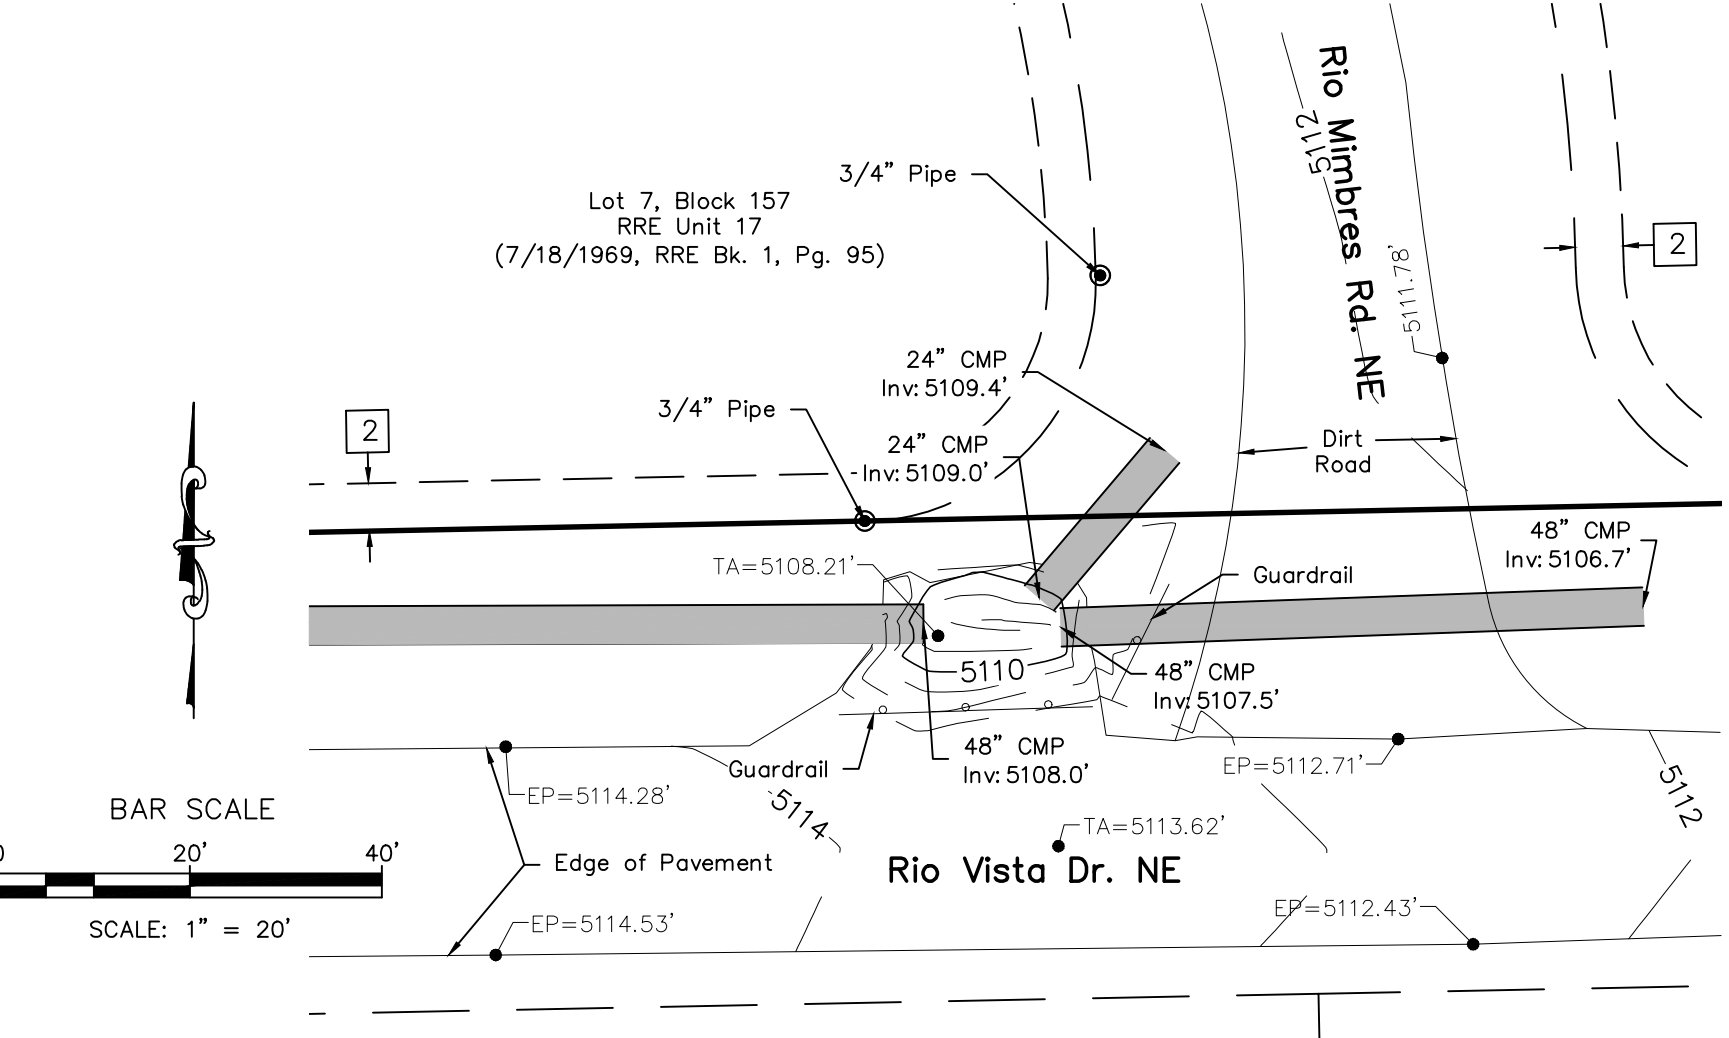 3/4” Pipe
Lot 7, Block 157
RRE Unit 17
(7/18/1969, RRE Bk. 1, Pg. 95)
Rio Mimbres Rd. NE
5112
5111.78’
2
24” CMP
Inv: 5109.4’
3/4” Pipe
2
24” CMP
Inv: 5109.0’
Dirt
Road
48” CMP
Inv: 5106.7’
TA=5108.21’
Guardrail
5110
48” CMP
Inv: 5107.5’
48” CMP
Inv: 5108.0’
Guardrail
EP=5112.71’
EP=5114.28’
5114
5112
TA=5113.62’
BAR SCALE
0 20’ 40’
SCALE: 1” = 20’
Edge of Pavement
Rio Vista Dr. NE
EP=5114.53’
EP=5112.43’